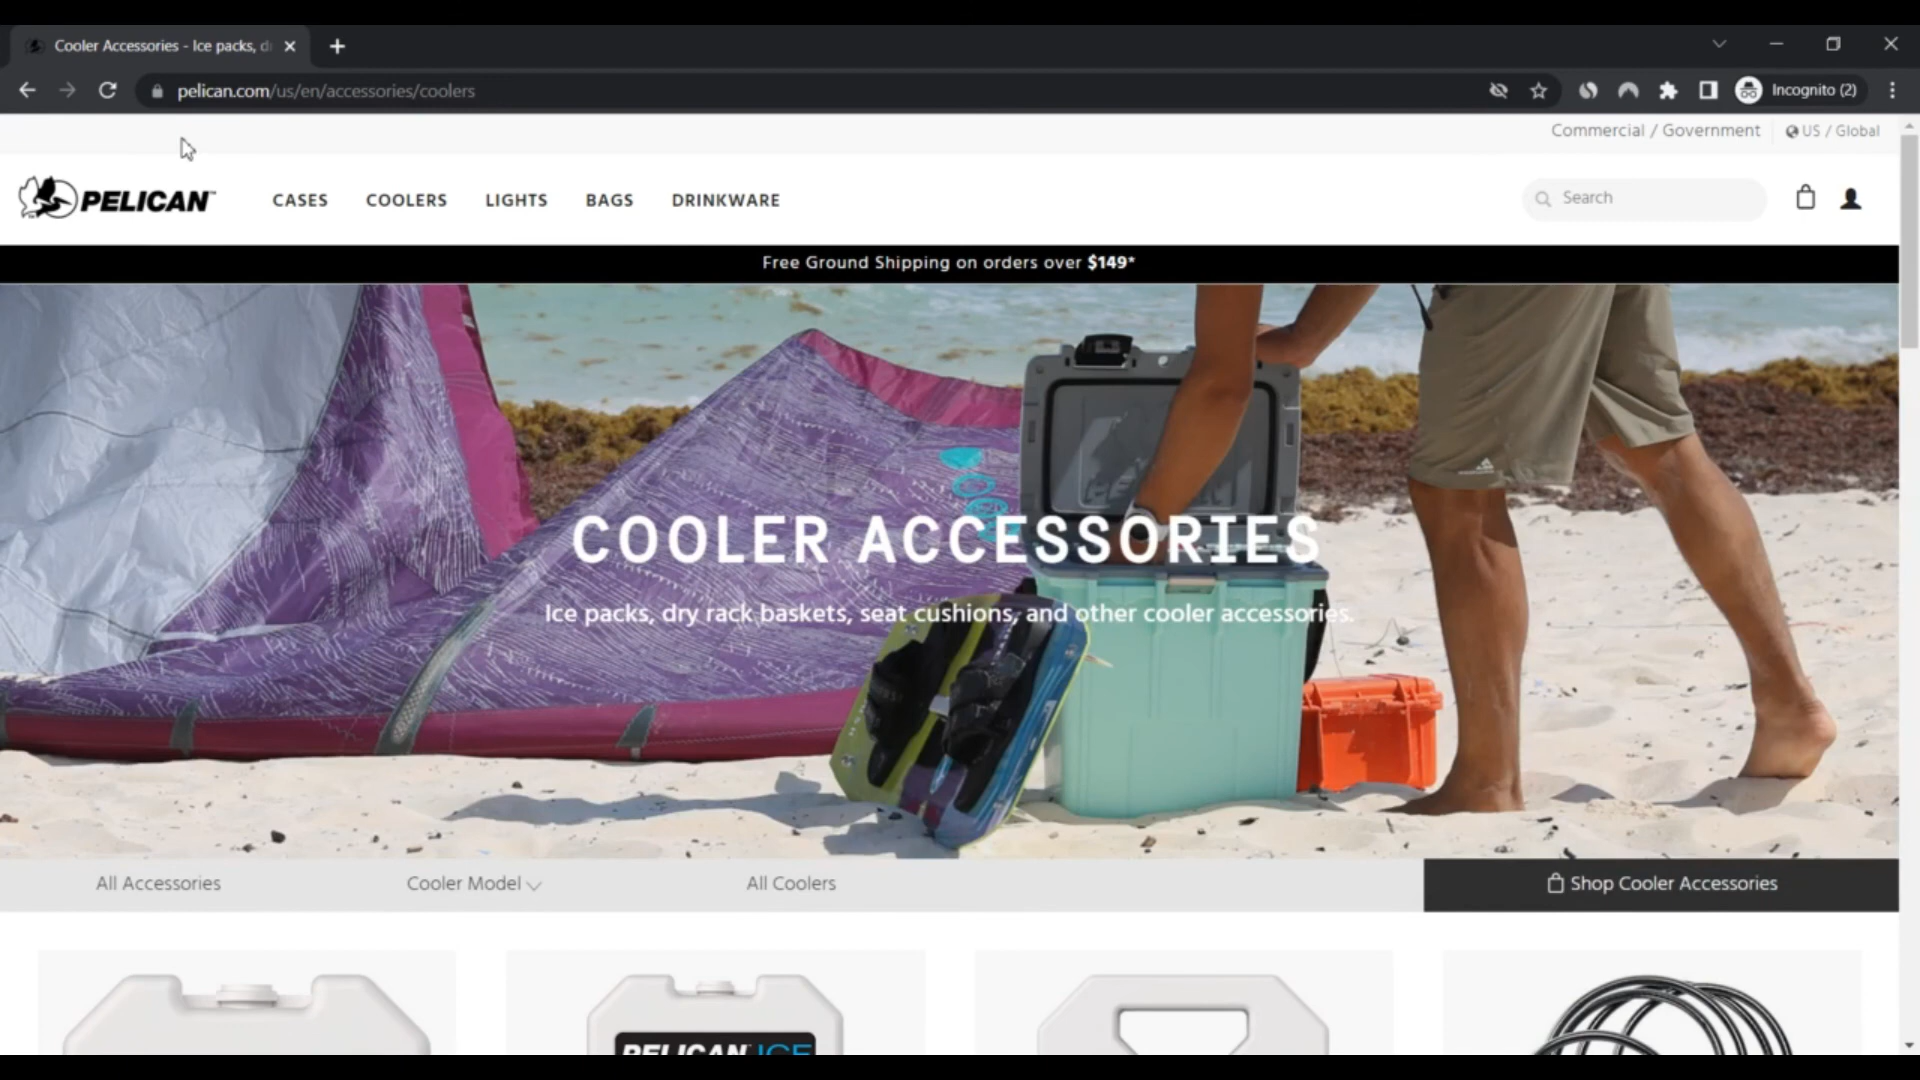 Cooler Accessories - Ice packs, d
pelican.com/us/en/accessories/coolers
Incognito (2)
Commercial / Government
US / Global
PELICAN™
CASES
COOLERS
LIGHTS
BAGS
DRINKWARE
Search
Free Ground Shipping on orders over $149*
COOLER ACCESSORIES
Ice packs, dry rack baskets, seat cushions, and other cooler accessories.
All Accessories
Cooler Model
All Coolers
Shop Cooler Accessories
PELICAN™ ICE